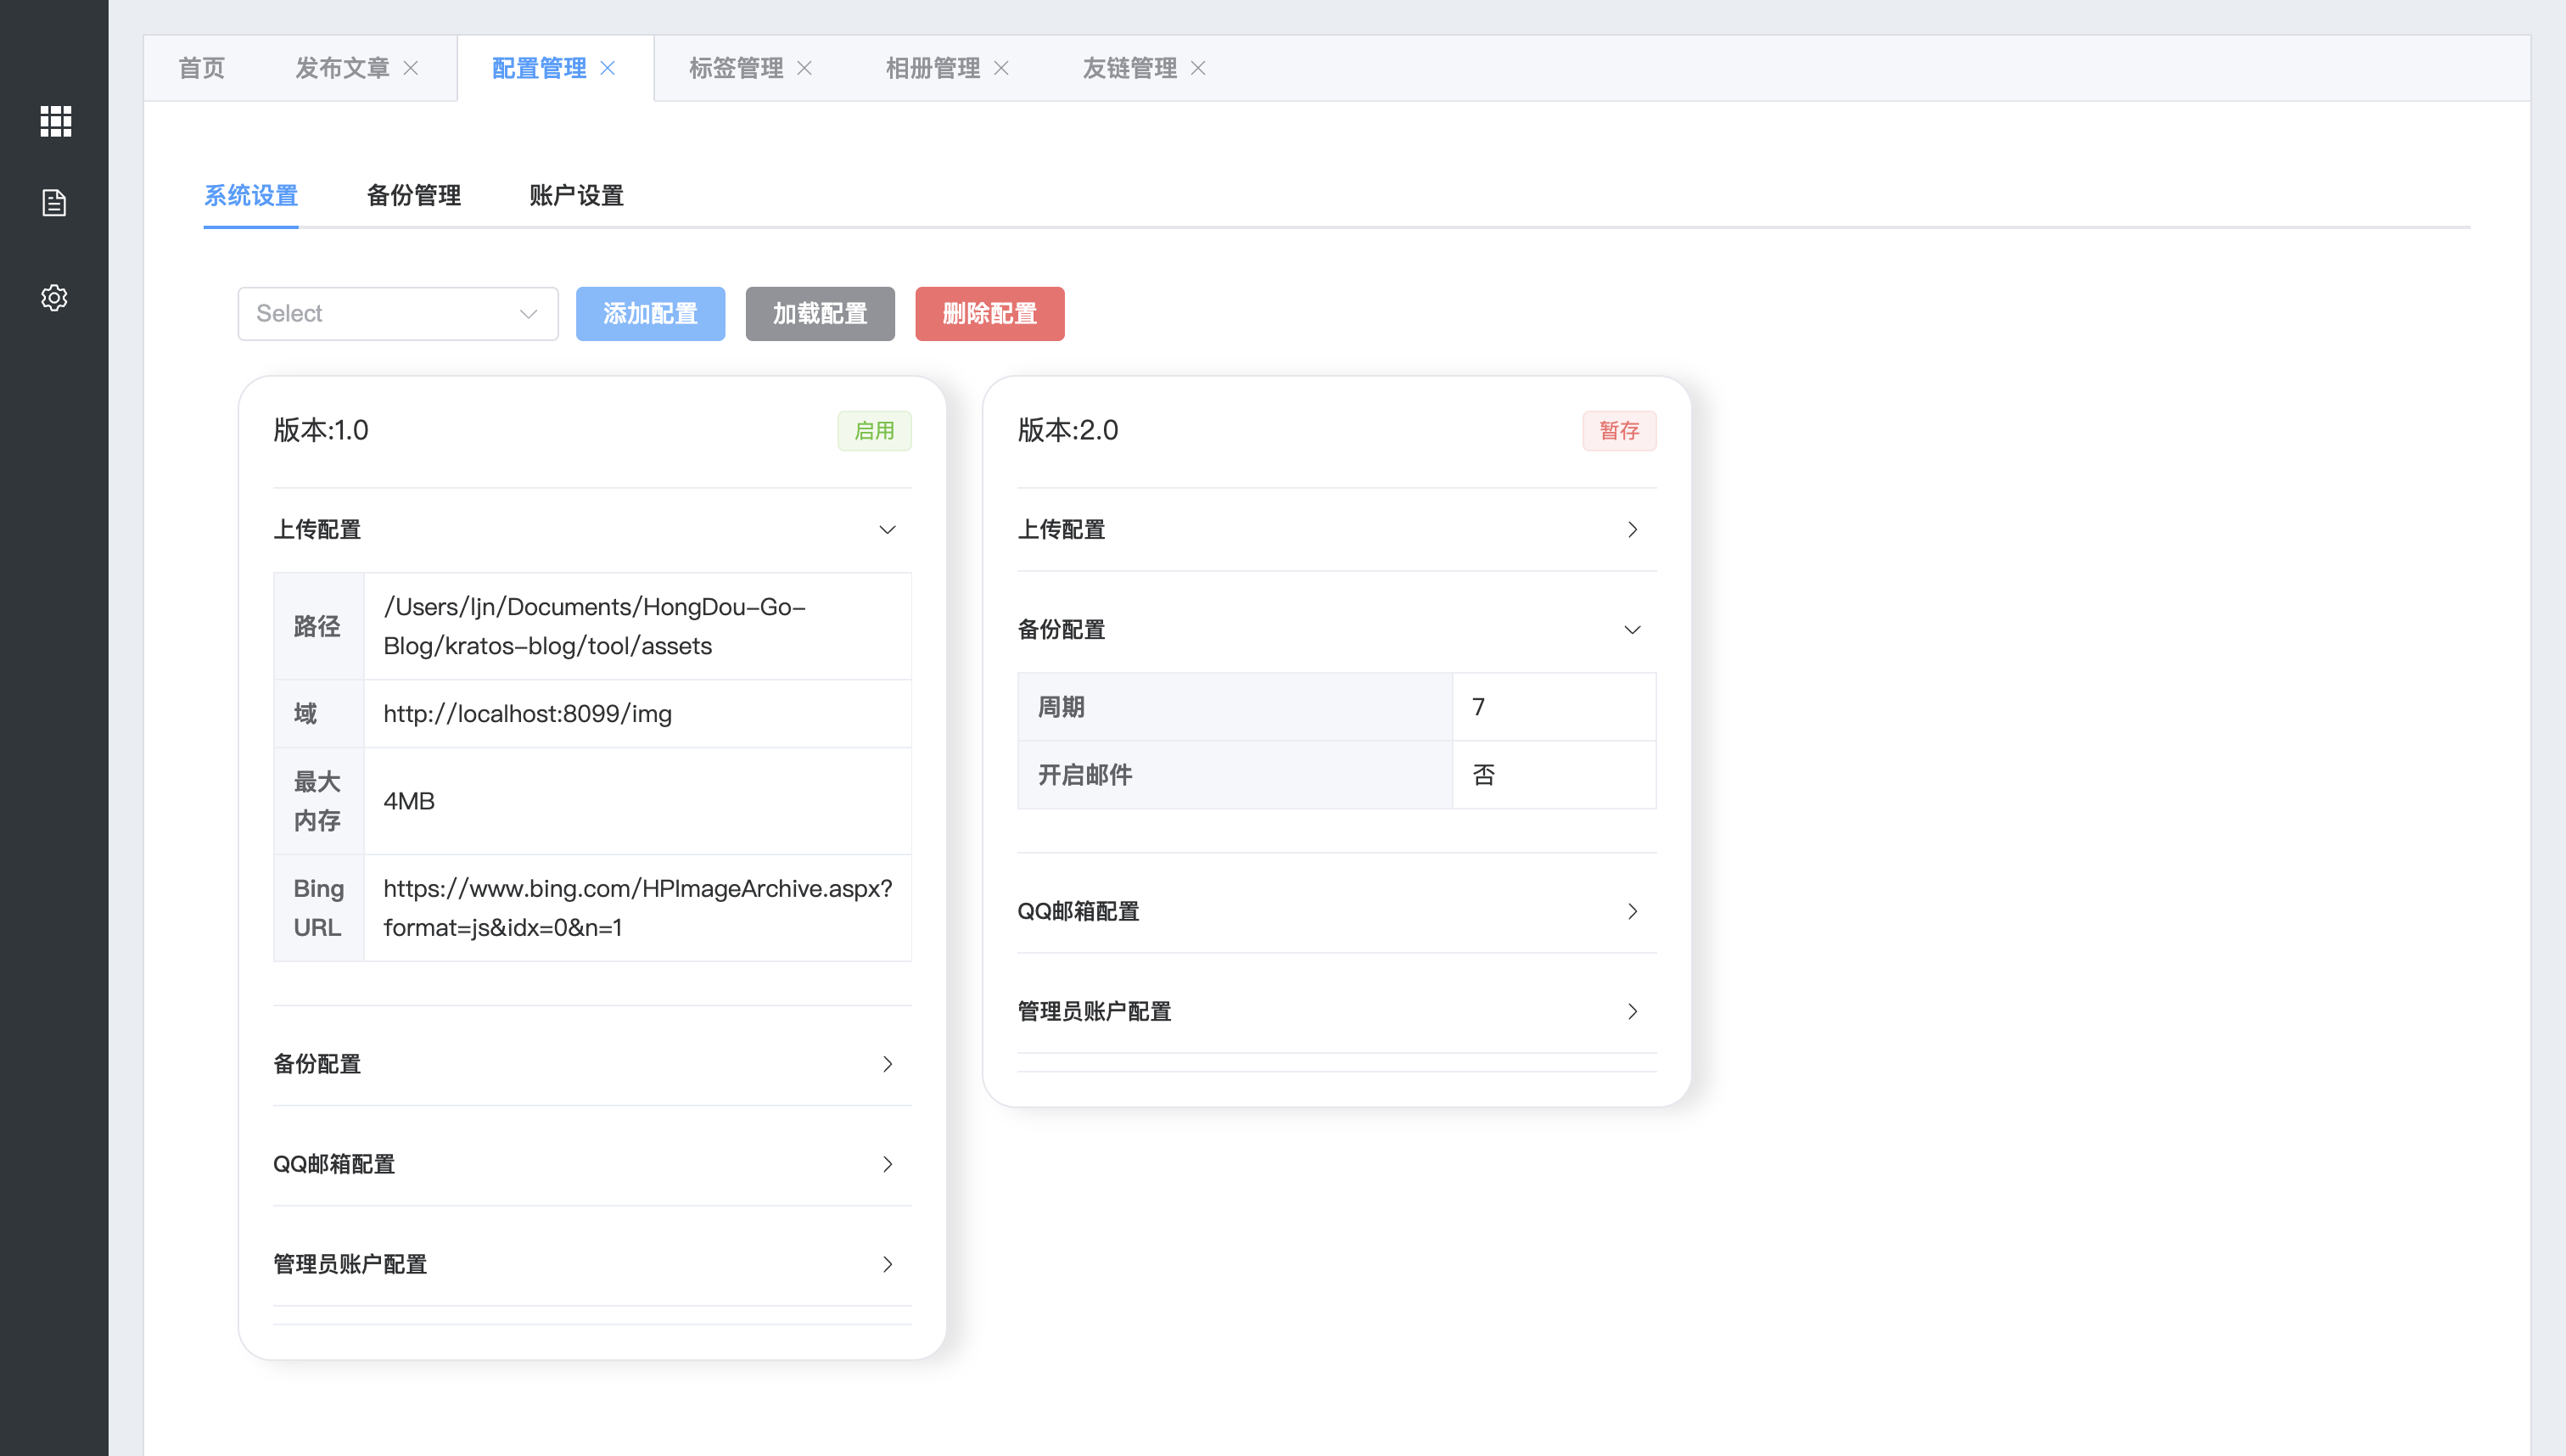 首页
发布文章
配置管理
标签管理
相册管理
友链管理
系统设置
备份管理
账户设置
Select
添加配置
加载配置
删除配置
版本:1.0
启用
上传配置
路径
/Users/ljn/Documents/HongDou-Go-
Blog/kratos-blog/tool/assets
域
http://localhost:8099/img
最大
内存
4MB
Bing
URL
https://www.bing.com/HPImageArchive.aspx?
format=js&idx=0&n=1
备份配置
QQ邮箱配置
管理员账户配置
版本:2.0
暂存
上传配置
备份配置
周期
7
开启邮件
否
QQ邮箱配置
管理员账户配置